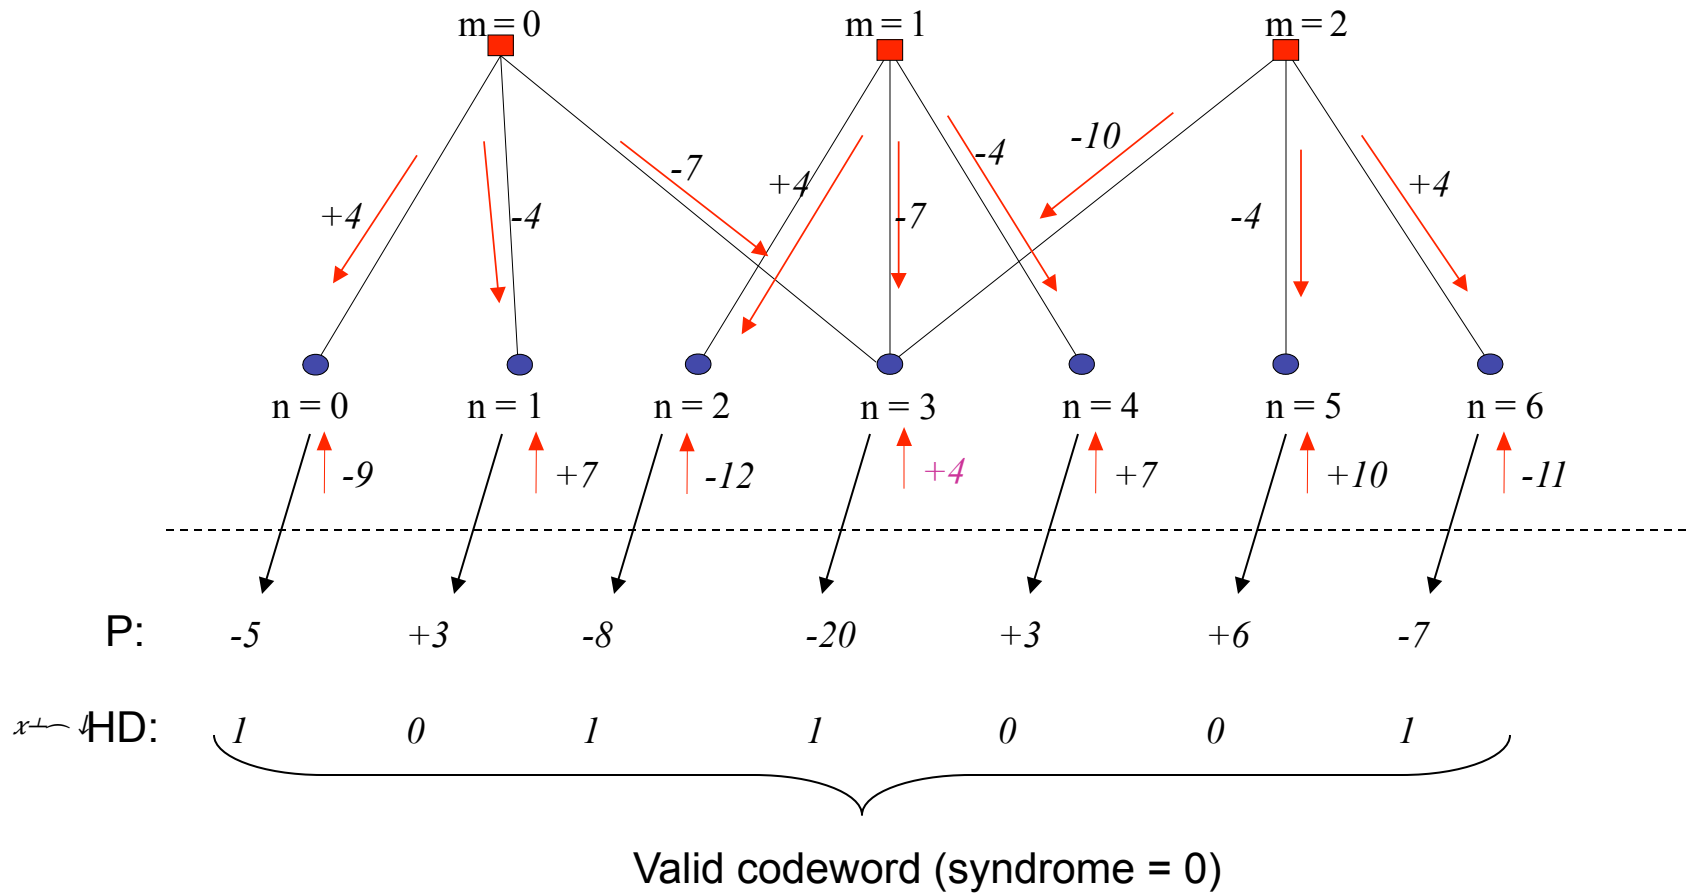 m = 0 m = 1 m = 2
-7 +4 -4 -10
+4 -4 -7 -4 +4
n = 0 n = 1 n = 2 n = 3 n = 4 n = 5 n = 6
-9 +7 -12 +4 +7 +10 -11
P: -5 +3 -8 -20 +3 +6 -7
HD: 1 0 1 1 0 0 1
Valid codeword (syndrome = 0)